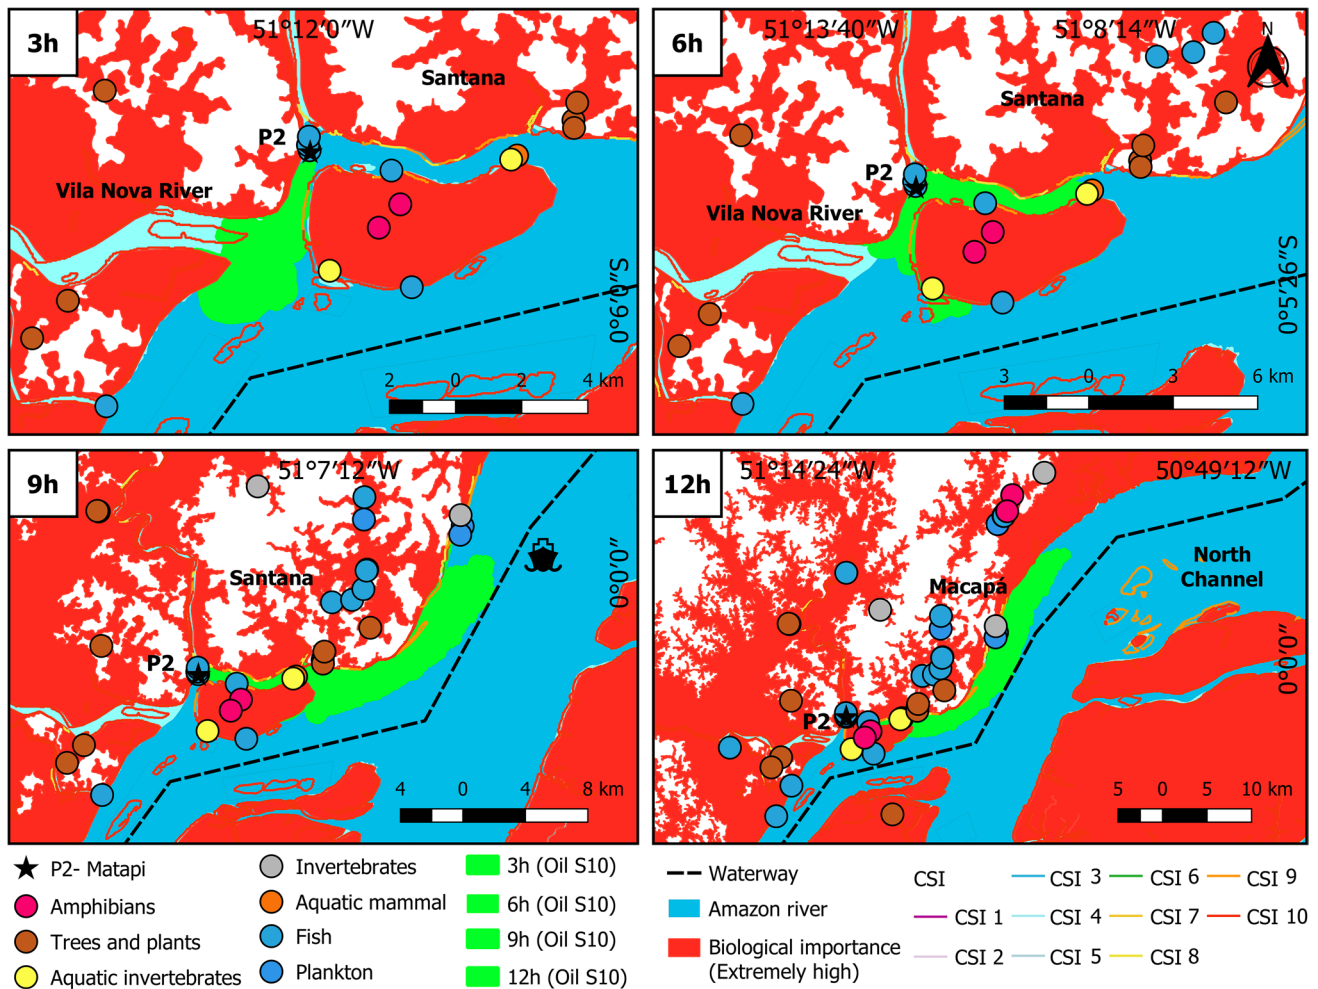 3h
51°12′0″W
Santana
P2
Vila Nova River
0°6′0″S
2 0 2 4 km
6h
51°13′40″W
51°8′14″W
N
Santana
P2
Vila Nova River
0°5′26″S
3 0 3 6 km
9h
51°7′12″W
Santana
0°0′0″
P2
4 0 4 8 km
12h
51°14′24″W
50°49′12″W
North
Channel
Macapá
0°0′0″
P2
5 0 5 10 km
P2- Matapi
Amphibians
Trees and plants
Aquatic invertebrates
Invertebrates
Aquatic mammal
Fish
Plankton
3h (Oil S10)
6h (Oil S10)
9h (Oil S10)
12h (Oil S10)
Waterway
Amazon river
Biological importance
(Extremely high)
CSI
CSI 1
CSI 2
CSI 3
CSI 4
CSI 5
CSI 6
CSI 7
CSI 8
CSI 9
CSI 10